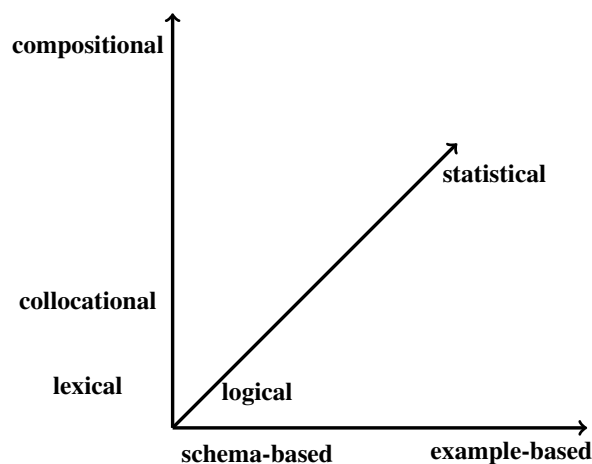 compositional
statistical
collocational
lexical
logical
schema-based
example-based